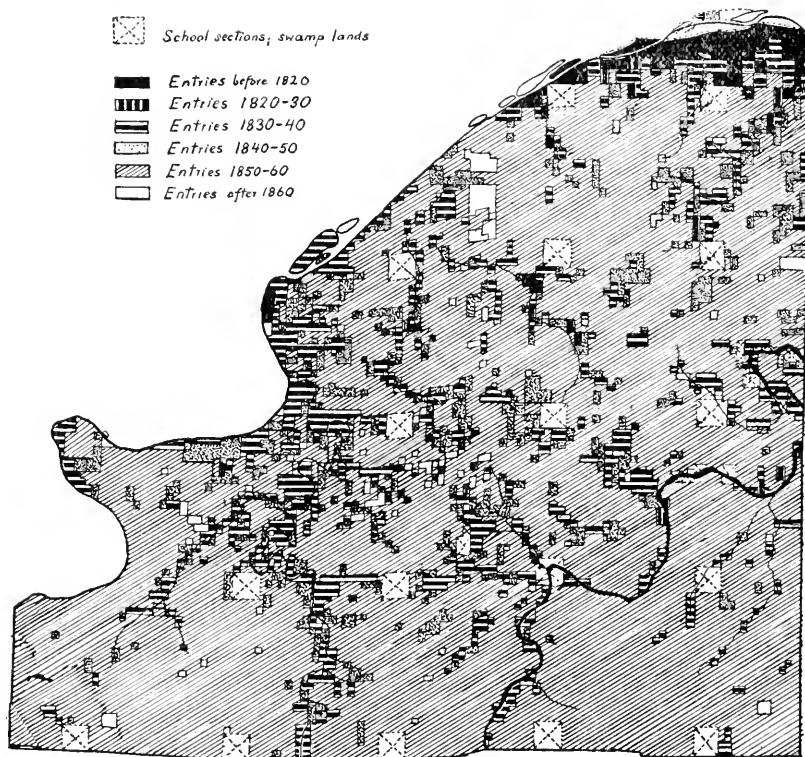 School sections; swamp lands
Entries before 1820
Entries 1820-30
Entries 1830-40
Entries 1840-50
Entries 1850-60
Entries after 1860